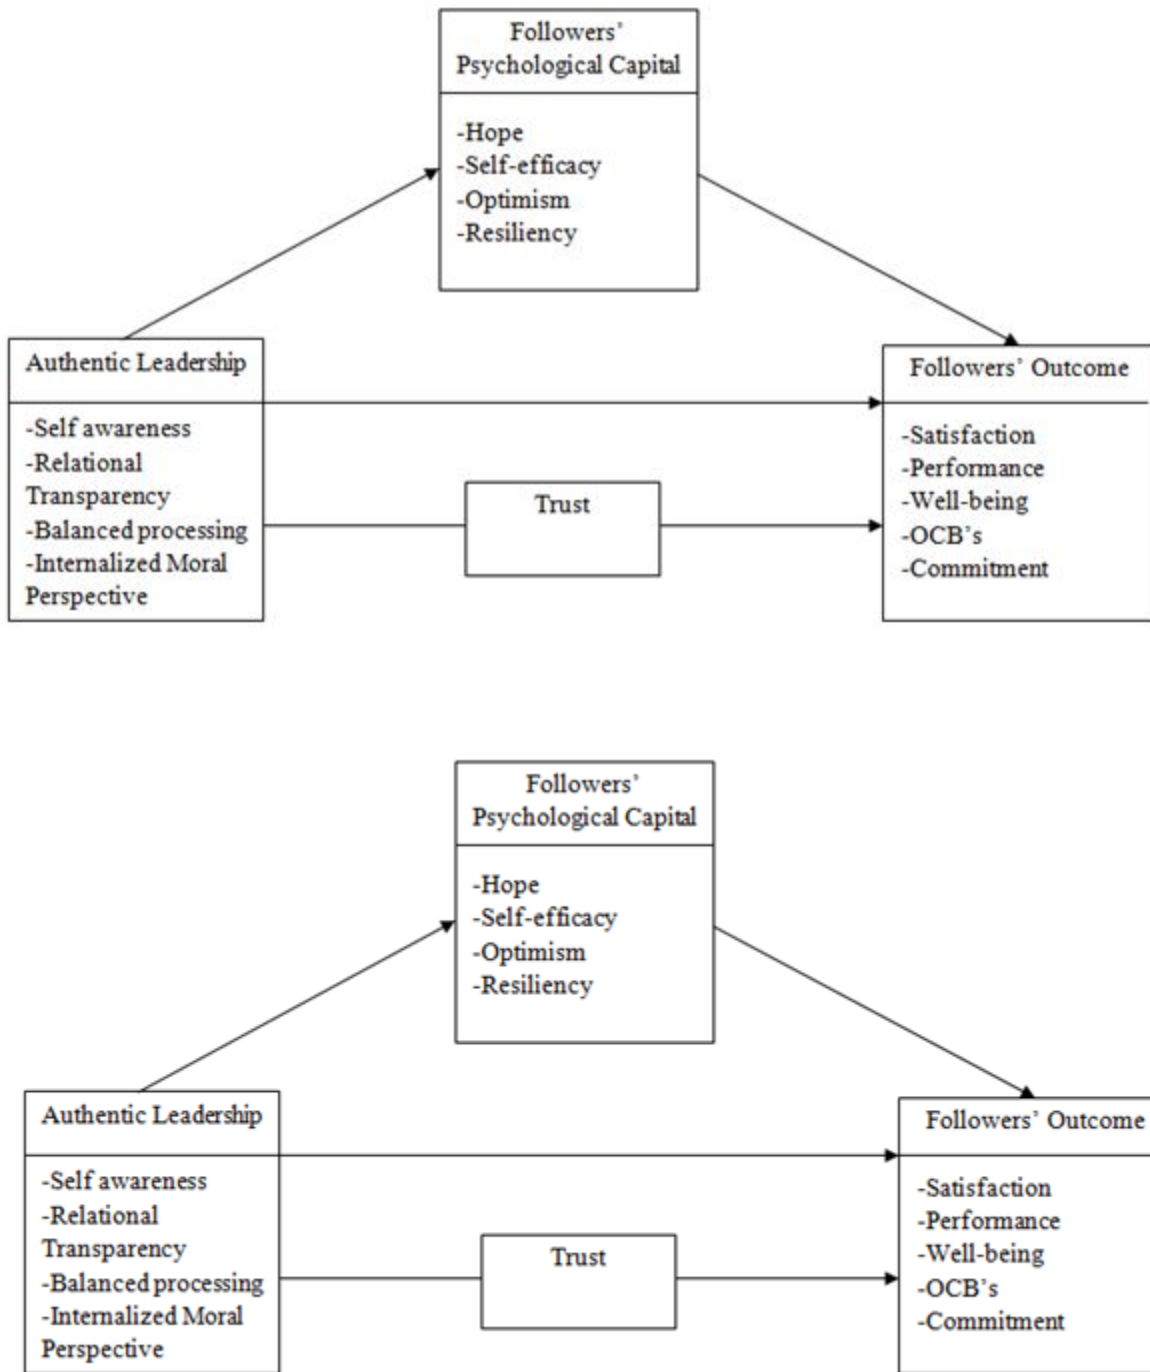 Followers’
Psychological Capital
-Hope
-Self-efficacy
-Optimism
-Resiliency
Authentic Leadership
-Self awareness
-Relational
Transparency
-Balanced processing
-Internalized Moral
Perspective
Trust
Followers’ Outcome
-Satisfaction
-Performance
-Well-being
-OCB’s
-Commitment
Followers’
Psychological Capital
-Hope
-Self-efficacy
-Optimism
-Resiliency
Authentic Leadership
-Self awareness
-Relational
Transparency
-Balanced processing
-Internalized Moral
Perspective
Trust
Followers’ Outcome
-Satisfaction
-Performance
-Well-being
-OCB’s
-Commitment